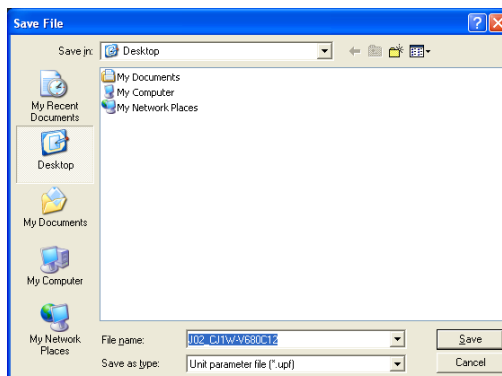 Save File
Save in: Desktop
My Recent
Documents
Desktop
My Documents
My Computer
My Network
Places
My Documents
My Computer
My Network Places
File name: J02_CJ1W-V680C12 Save
Save as type: Unit parameter file (*.upf) Cancel